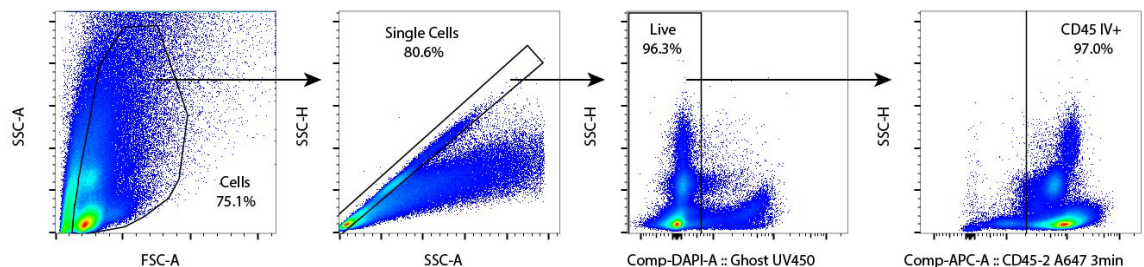 SSC-A
Cells
75.1%
FSC-A
SSC-H
Single Cells
80.6%
SSC-A
SSC-H
Live
96.3%
Comp-DAPI-A :: Ghost UV450
SSC-H
CD45 IV+
97.0%
Comp-APC-A :: CD45-2 A647 3min